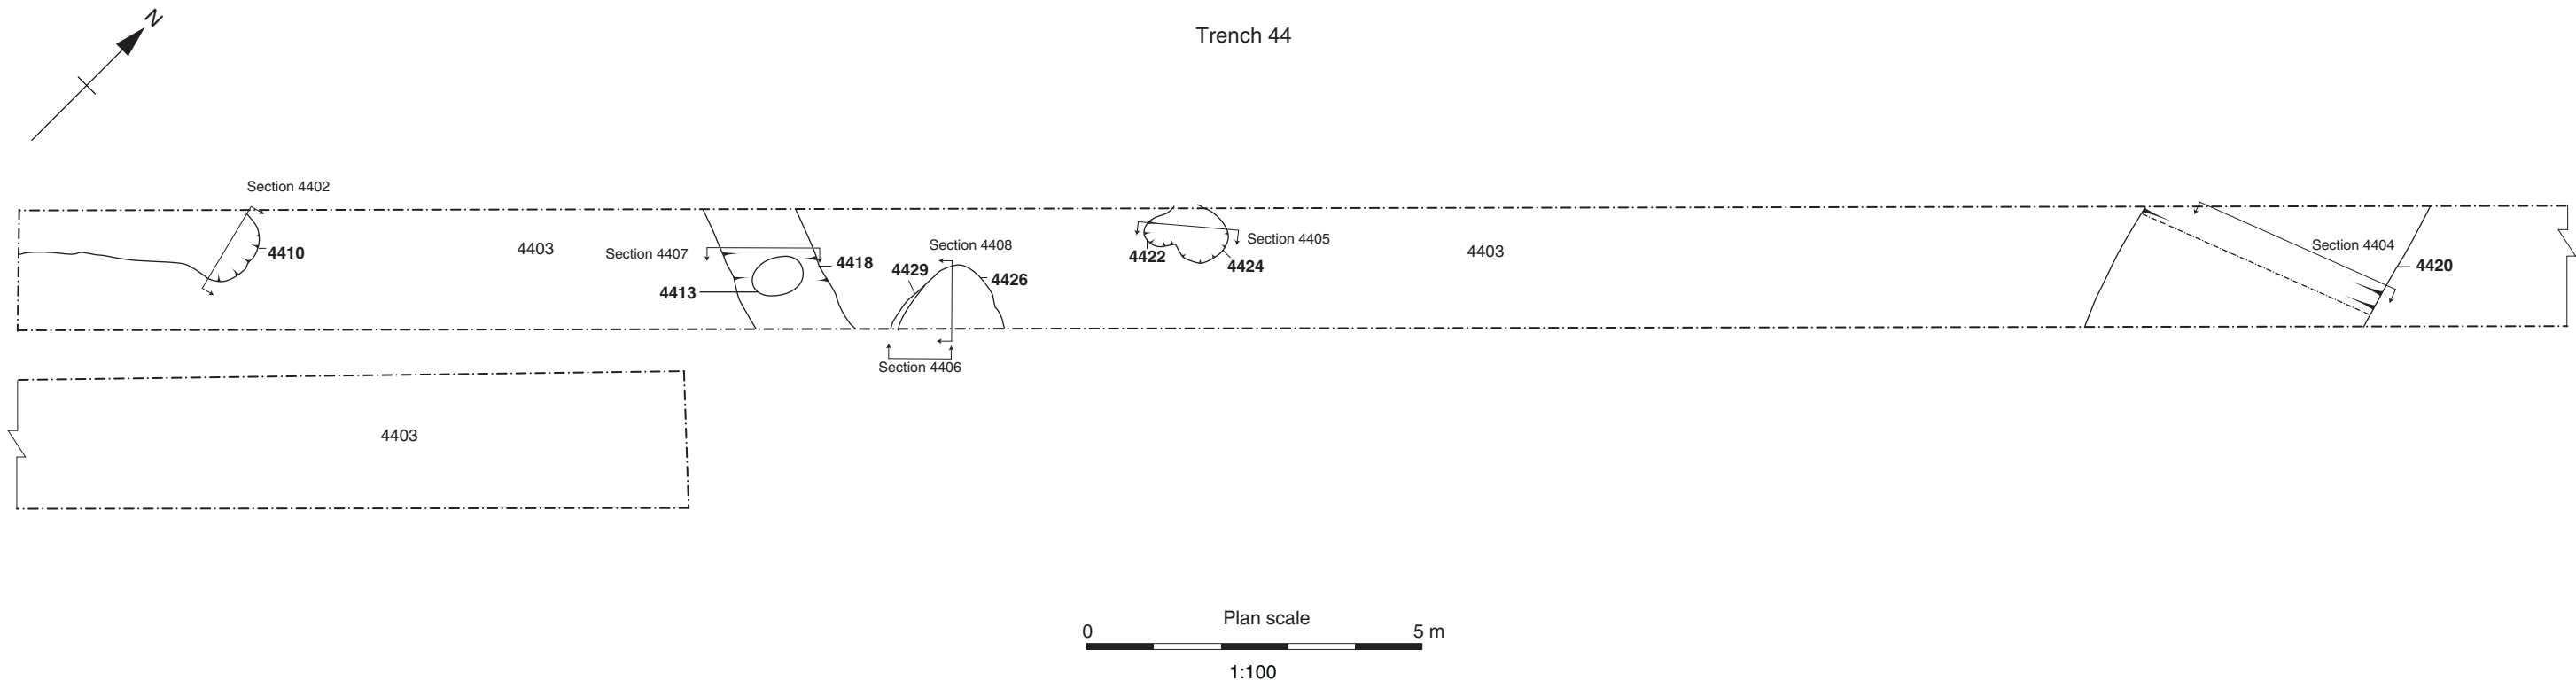 N
Trench 44
Section 4402
4410
4403
Section 4407
4418
4413
Section 4408
4429
4426
Section 4406
4422
Section 4405
4424
4403
Section 4404
4420
4403
Plan scale
0 5 m
1:100